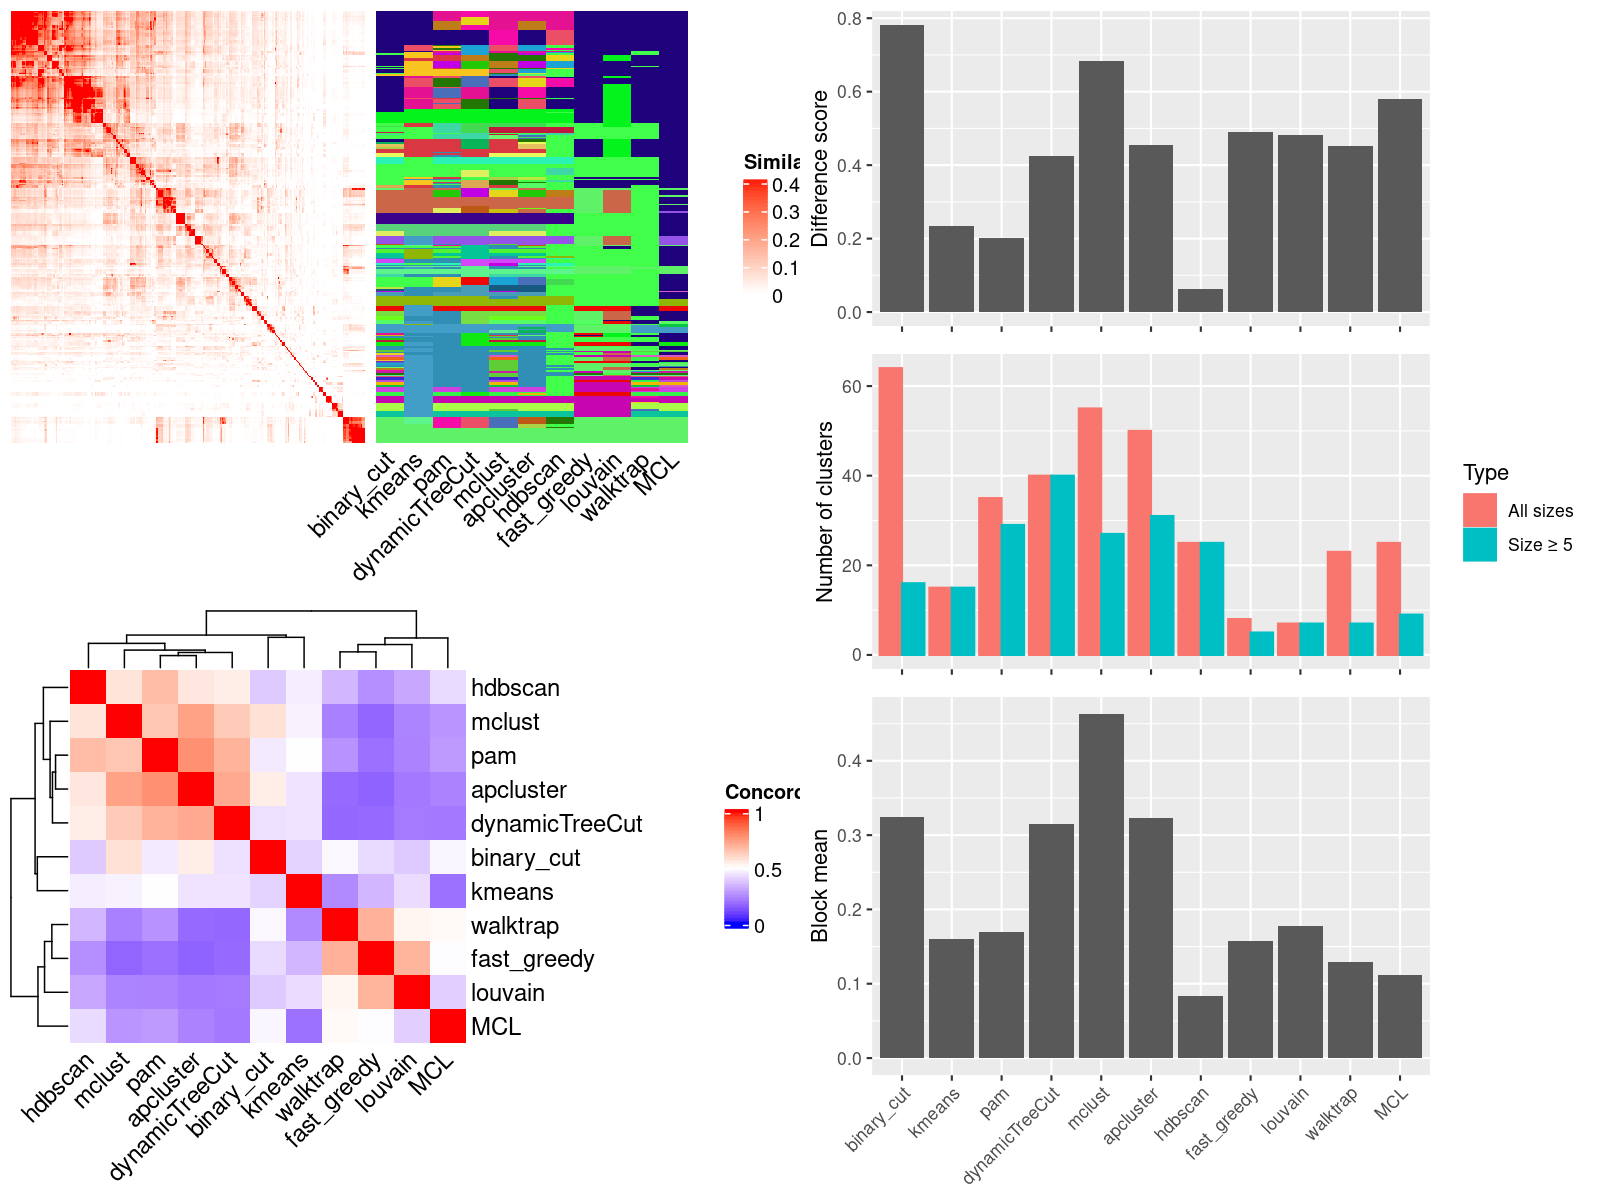 Simila
0.4
0.3
0.2
0.1
0
binary_cut
kmeans
pam
dynamicTreeCut
mclust
apcluster
hdbscan
fast_greedy
louvain
walktrap
MCL
hdbscan
mclust
pam
apcluster
dynamicTreeCut
binary_cut
kmeans
walktrap
fast_greedy
louvain
MCL
hdbscan
mclust
pam
apcluster
dynamicTreeCut
binary_cut
kmeans
walktrap
fast_greedy
louvain
MCL
Concord
1
0.5
0
Difference score
0.8
0.6
0.4
0.2
0.0
Number of clusters
60
40
20
0
Type
All sizes
Size ≥ 5
Block mean
0.4
0.3
0.2
0.1
0.0
binary_cut
kmeans
pam
dynamicTreeCut
mclust
apcluster
hdbscan
fast_greedy
louvain
walktrap
MCL